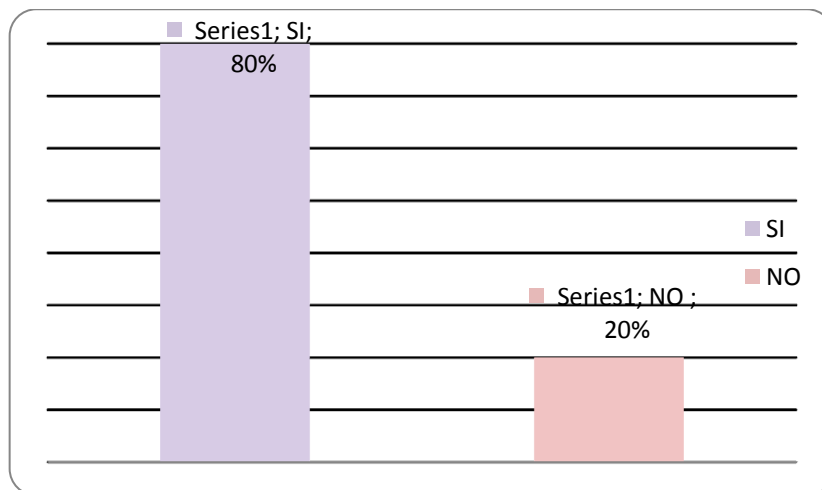 Series1; SI;
80%
SI
NO
Series1; NO ;
20%